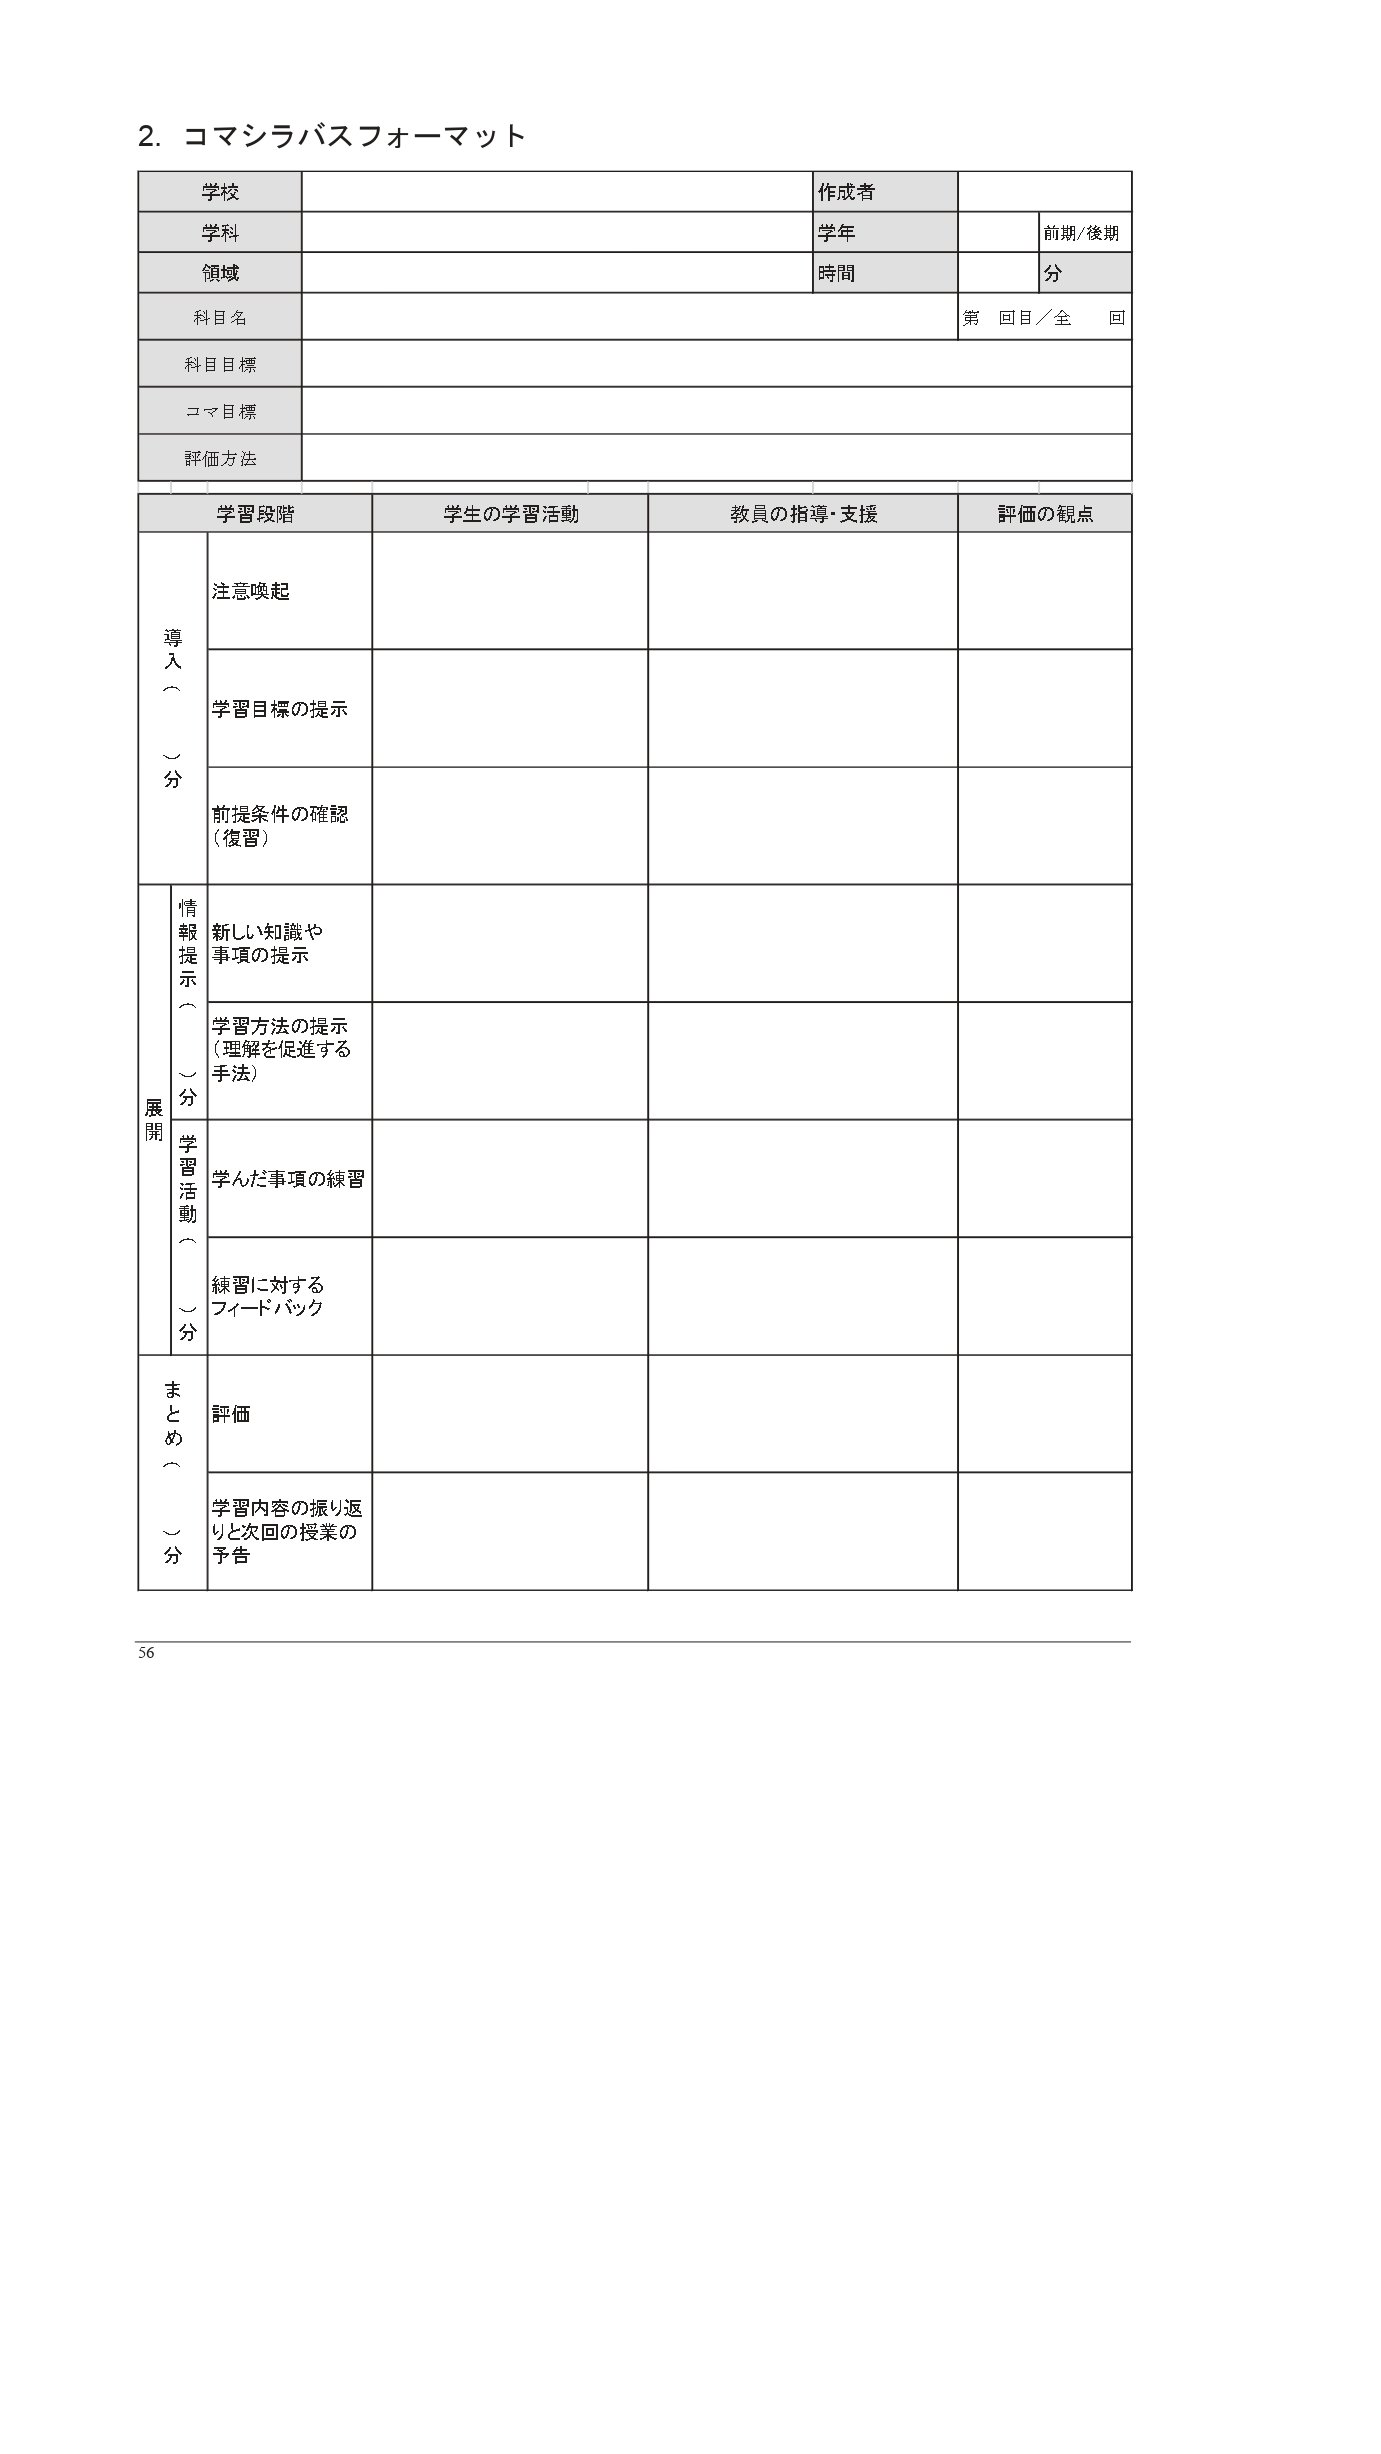 2. コマシラバスフォーマット
学校 作成者
学科 学年 前期/後期
領域 時間 分
科目名 第 回目／全 回
科目目標
コマ目標
評価方法
学習段階 学生の学習活動 教員の指導・支援 評価の観点
導入（ ）分
注意喚起
学習目標の提示
前提条件の確認
（復習）
展開
情報提示（ ）分
新しい知識や
事項の提示
学習方法の提示
（理解を促進する
手法）
学習活動（ ）分
学んだ事項の練習
練習に対する
フィードバック
まとめ（ ）分
評価
学習内容の振り返
りと次回の授業の
予告
56